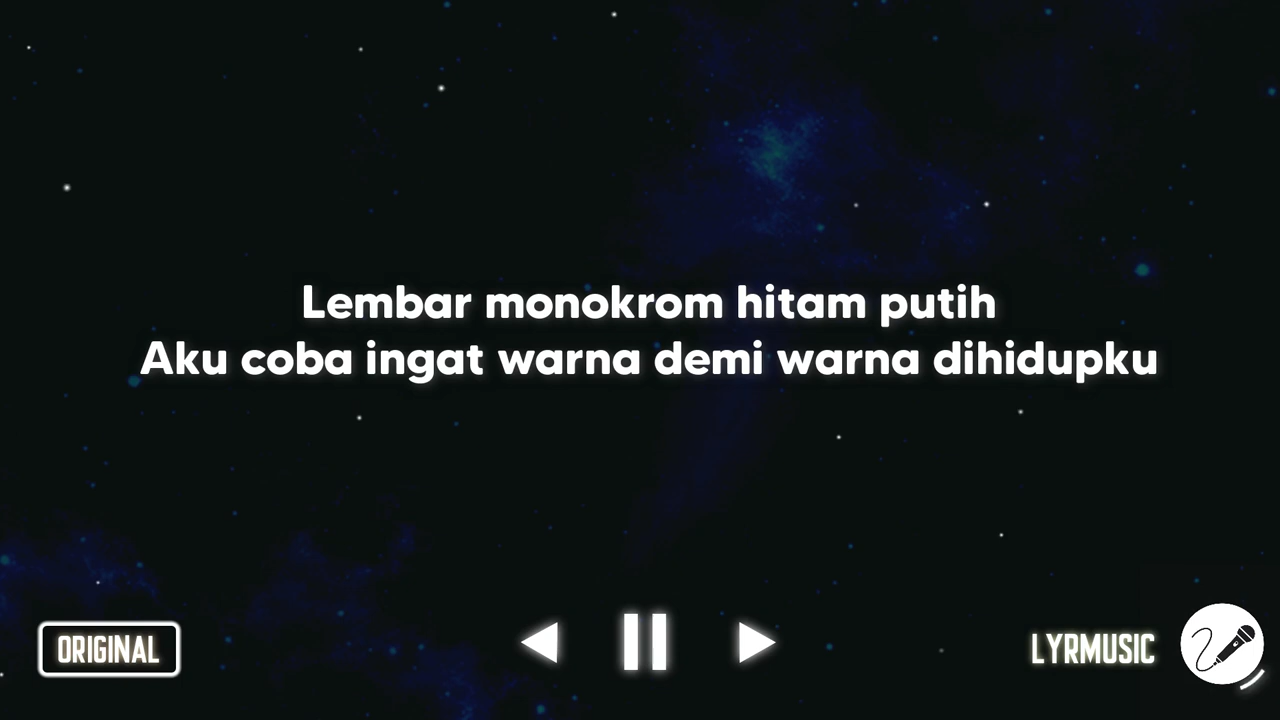 Lembar monokrom hitam putih
Aku coba ingat warna demi warna dihidupku
ORIGINAL
LYRMUSIC